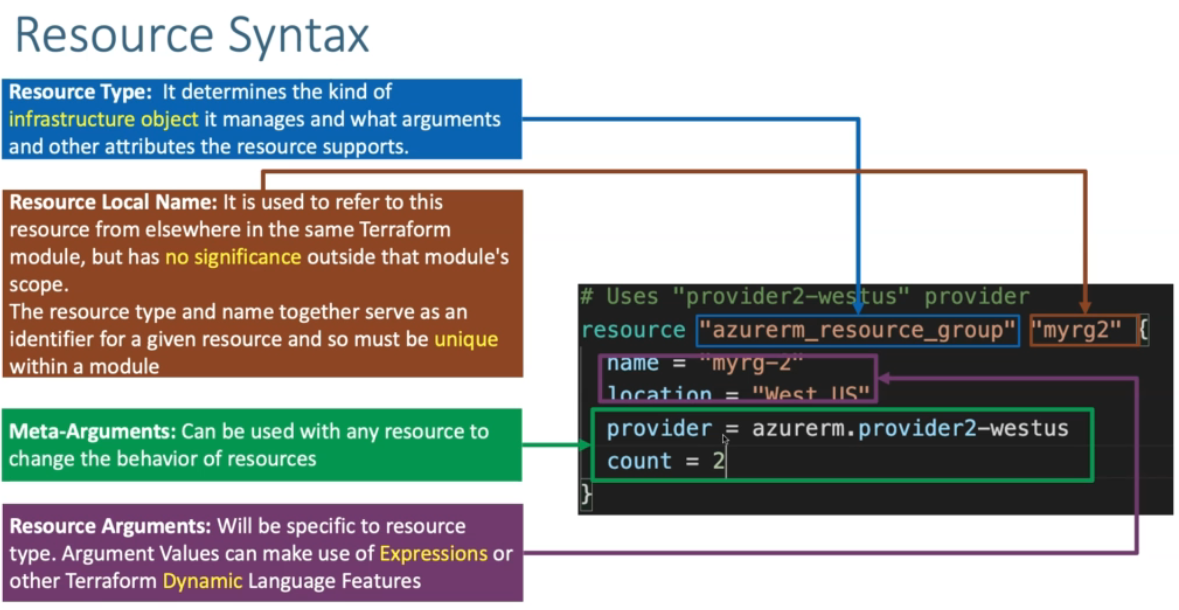 Resource Syntax
Resource Type: It determines the kind of
infrastructure object it manages and what arguments
and other attributes the resource supports.
Resource Local Name: It is used to refer to this
resource from elsewhere in the same Terraform
module, but has no significance outside that module's
scope.
The resource type and name together serve as an
identifier for a given resource and so must be unique
within a module
Meta-Arguments: Can be used with any resource to
change the behavior of resources
Resource Arguments: Will be specific to resource
type. Argument Values can make use of Expressions or
other Terraform Dynamic Language Features
# Uses "provider2-westus" provider
resource "azurerm_resource_group" "myrg2" {
name = "myrg-2"
location = "West US"
provider = azurerm.provider2-westus
count = 2
}